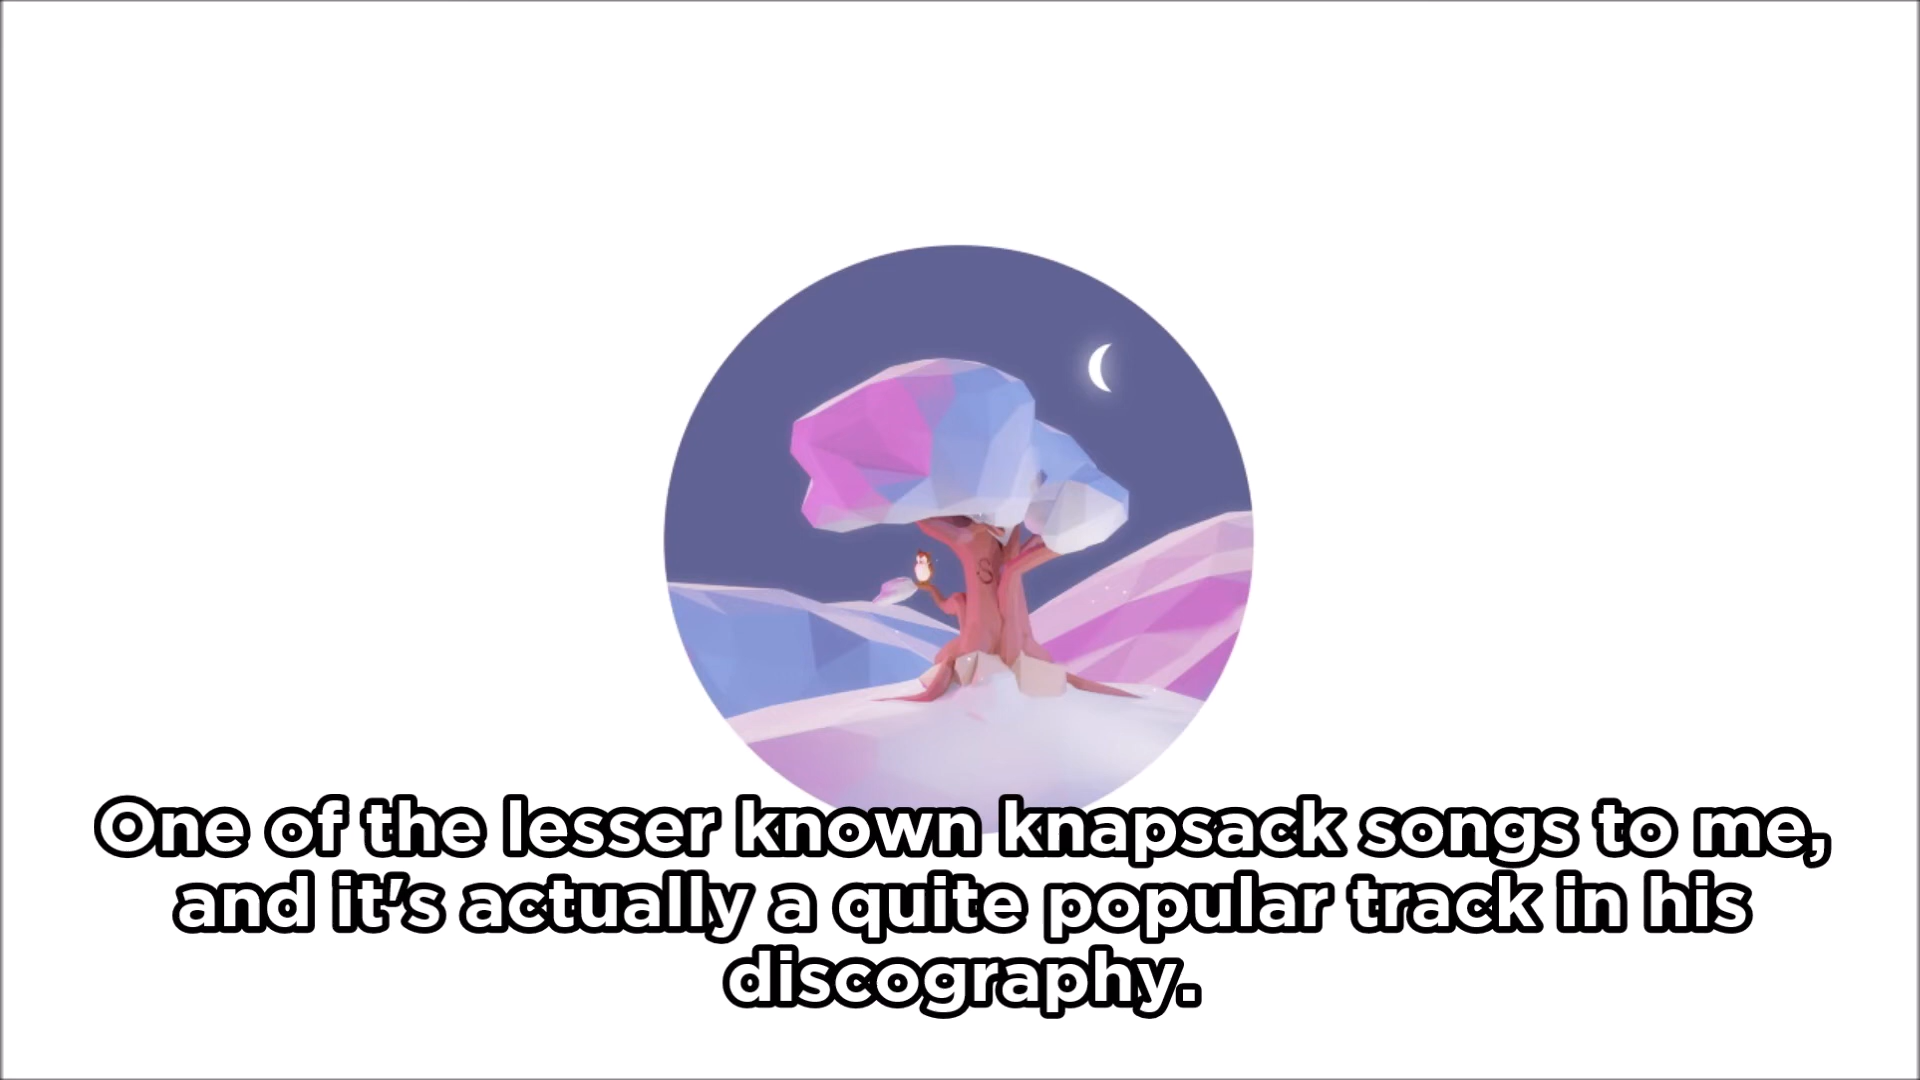 S
One of the lesser known knapsack songs to me,
and it's actually a quite popular track in his
discography.